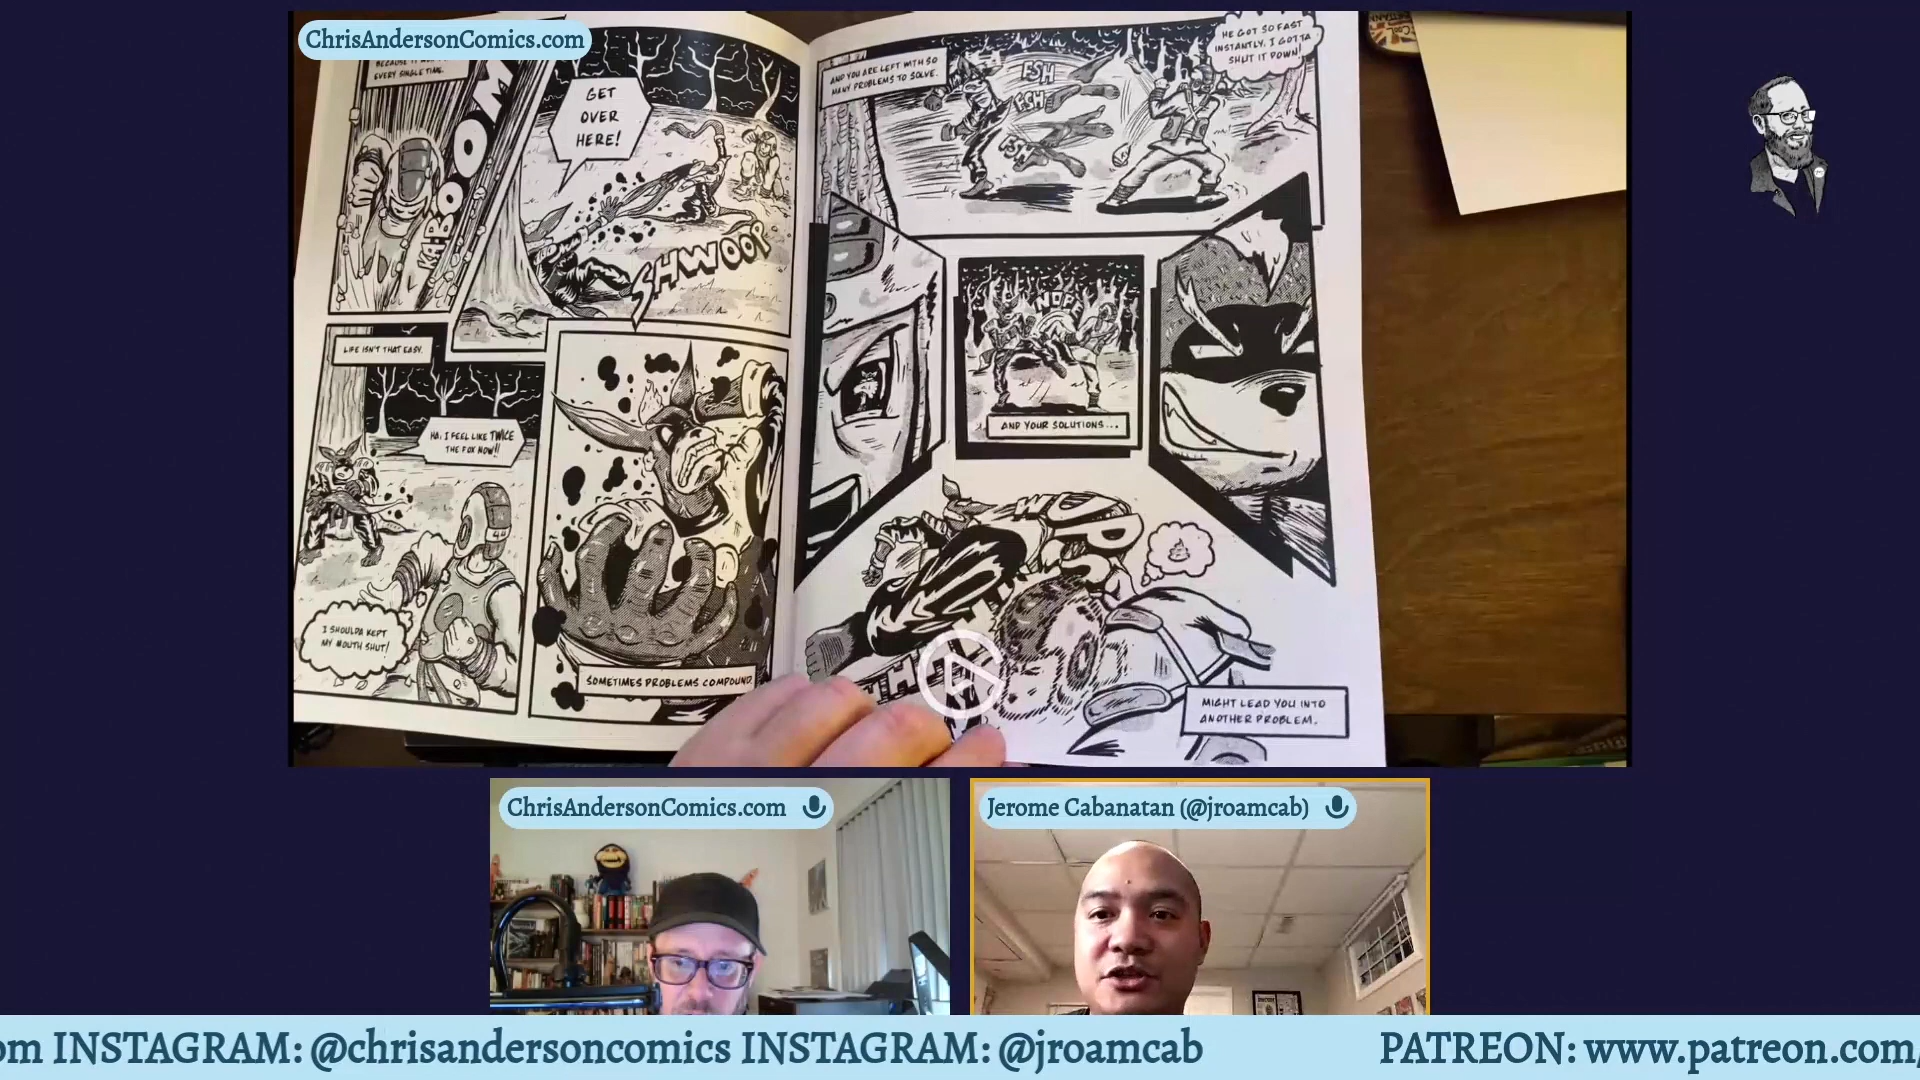 ChrisAndersonComics.com
EVERY SINGLE TIME.
BOOM
GET
OVER
HERE!
SHWOOP
LIFE ISN'T THAT EASY.
HA, I FEEL LIKE TWICE
THE FOX NOW!!
I SHOULDA KEPT
MY MOUTH SHUT!
SOMETIMES PROBLEMS COMPOUND.
AND YOU ARE LEFT WITH SO
MANY PROBLEMS TO SOLVE.
FSH
FSH
FSH
HE GOT SO FAST
INSTANTLY, I GOTTA
SHUT IT DOWN!
NOPE
AND YOUR SOLUTIONS...
MIGHT LEAD YOU INTO
ANOTHER PROBLEM.
ChrisAndersonComics.com
Jerome Cabanatan (@jroamcab)
om INSTAGRAM: @chrisandersoncomics INSTAGRAM: @jroamcab PATREON: www.patreon.com/